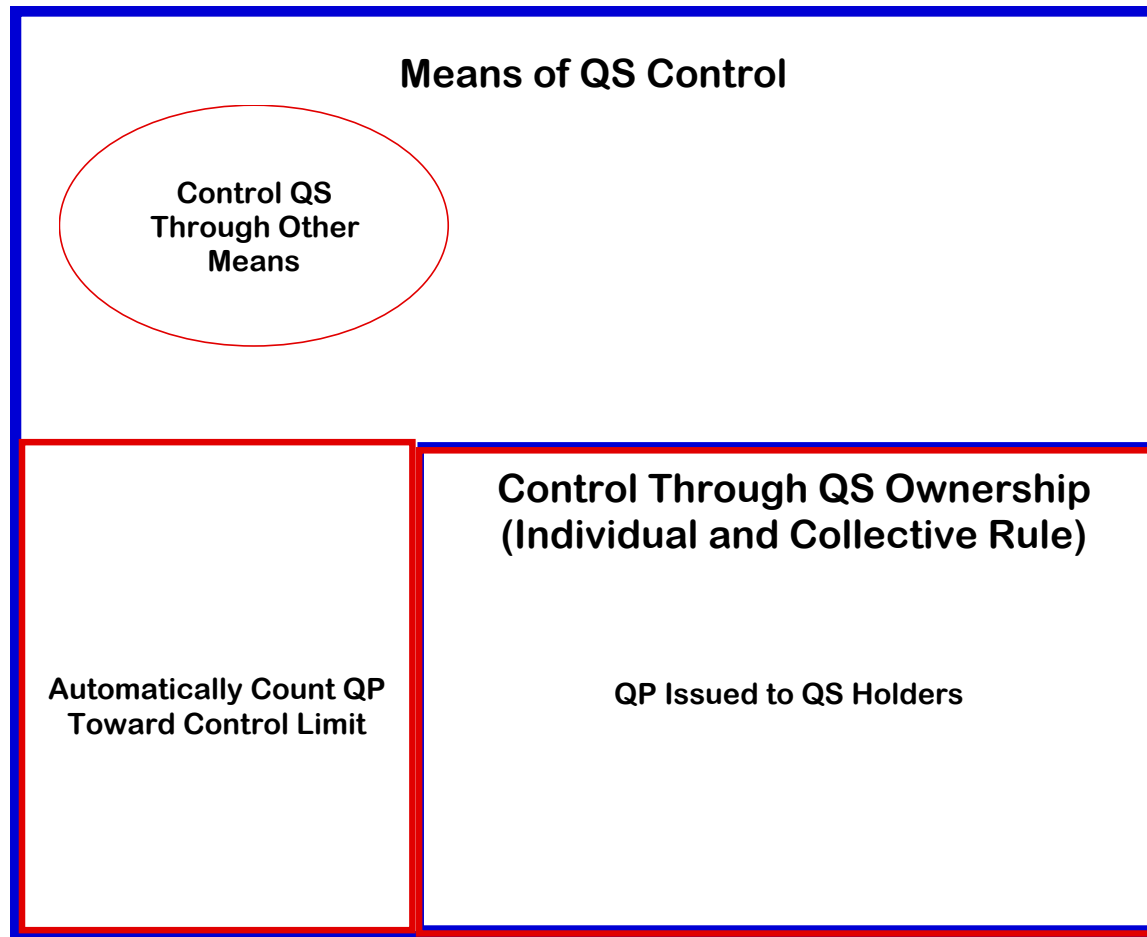 Means of QS Control
Control QS
Through Other
Means
Control Through QS Ownership
(Individual and Collective Rule)
Automatically Count QP
Toward Control Limit
QP Issued to QS Holders